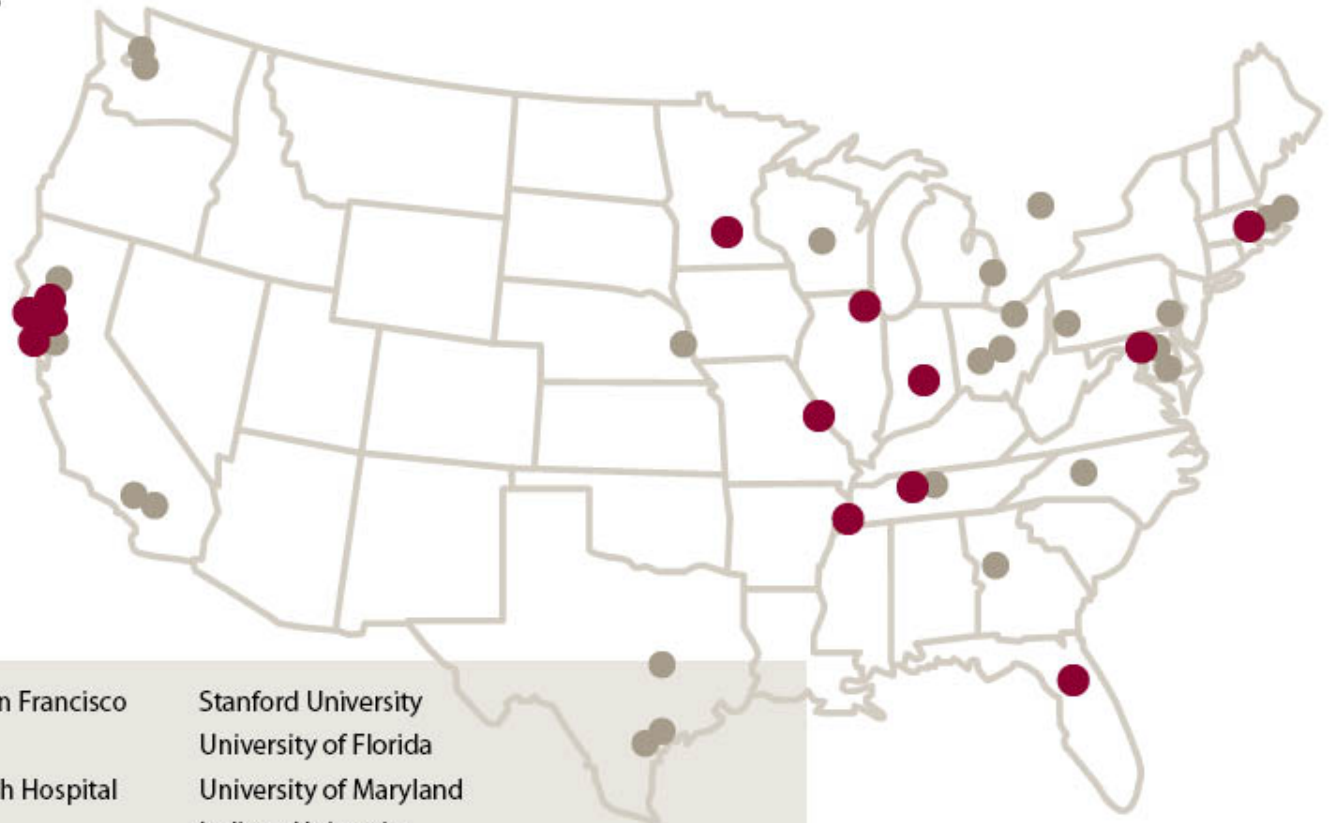 n Francisco
Stanford University
University of Florida
h Hospital
University of Maryland